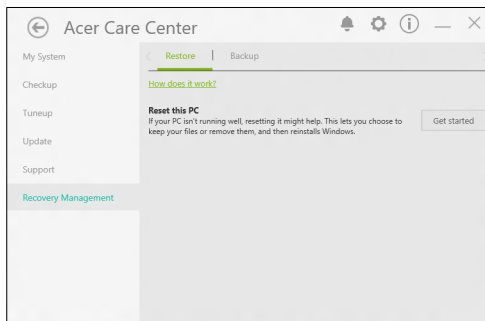 Acer Care Center
My System
Checkup
Tuneup
Update
Support
Recovery Management
Restore
Backup
How does it work?
Reset this PC
If your PC isn't running well, resetting it might help. This lets you choose to
keep your files or remove them, and then reinstalls Windows.
Get started